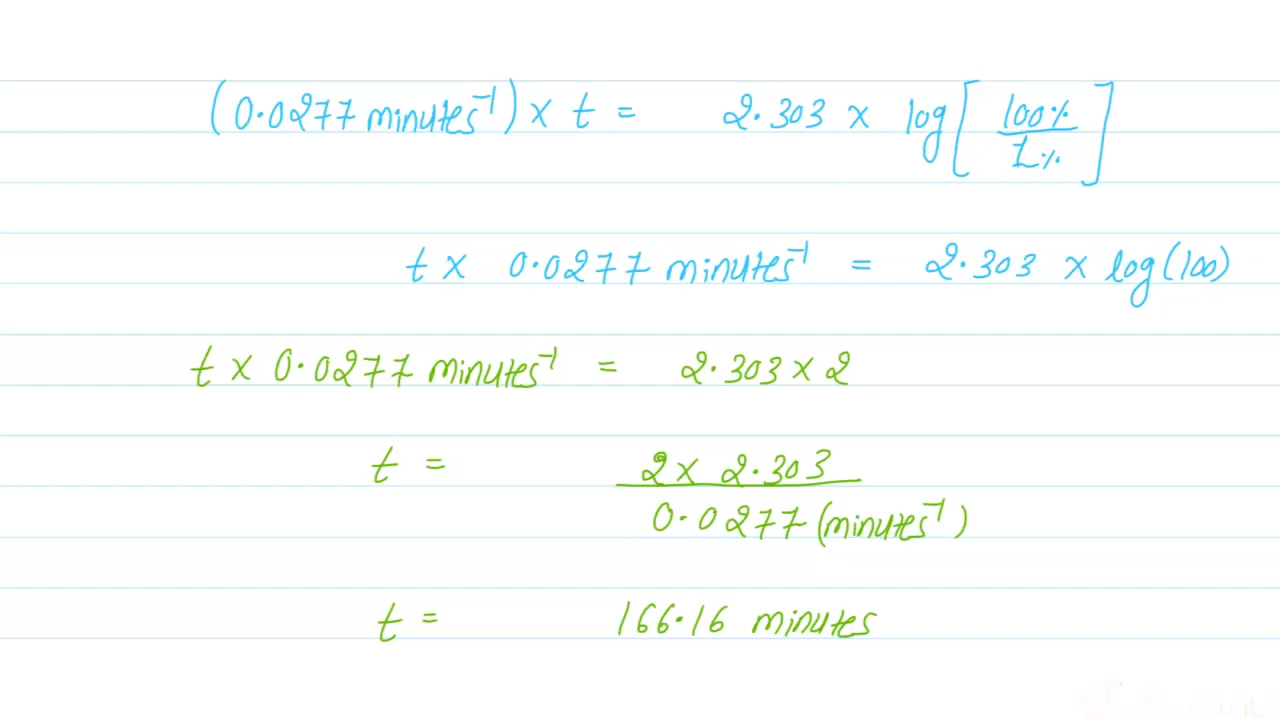 (0.0277 minutes⁻¹) × t = 2.303 × log[100% / 1%]
t × 0.0277 minutes⁻¹ = 2.303 × log(100)
t × 0.0277 minutes⁻¹ = 2.303 × 2
t = 2 × 2.303 / 0.0277 (minutes⁻¹)
t = 166.16 minutes